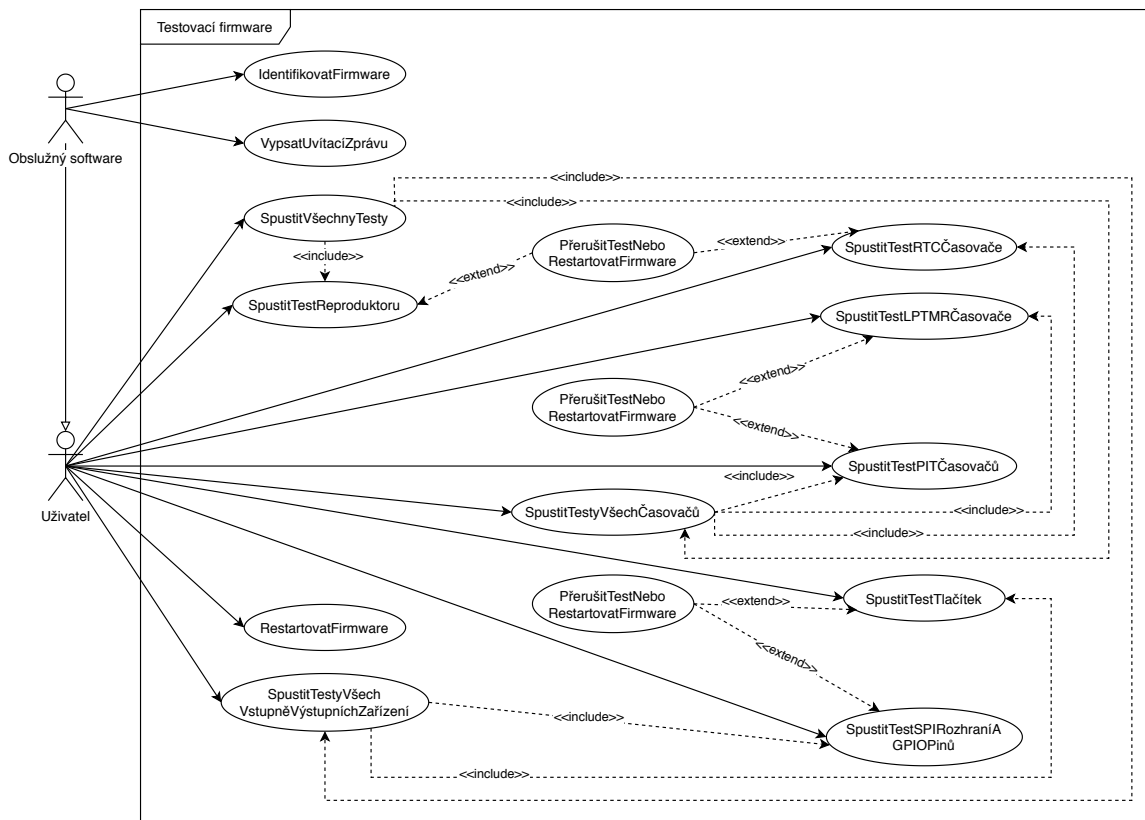 Testovací firmware
IdentifikovatFirmware
Obslužný software
VypsatUvítacíZprávu
<<include>>
SpustitVšechnyTesty
<<include>>
<<include>>
PřerušitTestNebo
RestartovatFirmware
<<extend>>
SpustitTestRTCČasovače
<<extend>>
SpustitTestReproduktoru
SpustitTestLPTMRČasovače
<<extend>>
PřerušitTestNebo
RestartovatFirmware
<<extend>>
SpustitTestPITČasovačů
<<include>>
Uživatel
SpustitTestyVšechČasovačů
<<include>>
<<include>>
PřerušitTestNebo
RestartovatFirmware
<<extend>>
SpustitTestTlačítek
RestartovatFirmware
<<extend>>
SpustitTestyVšech
VstupněVýstupníchZařízení
<<include>>
SpustitTestSPIRozhraníA
GPIOPinů
<<include>>